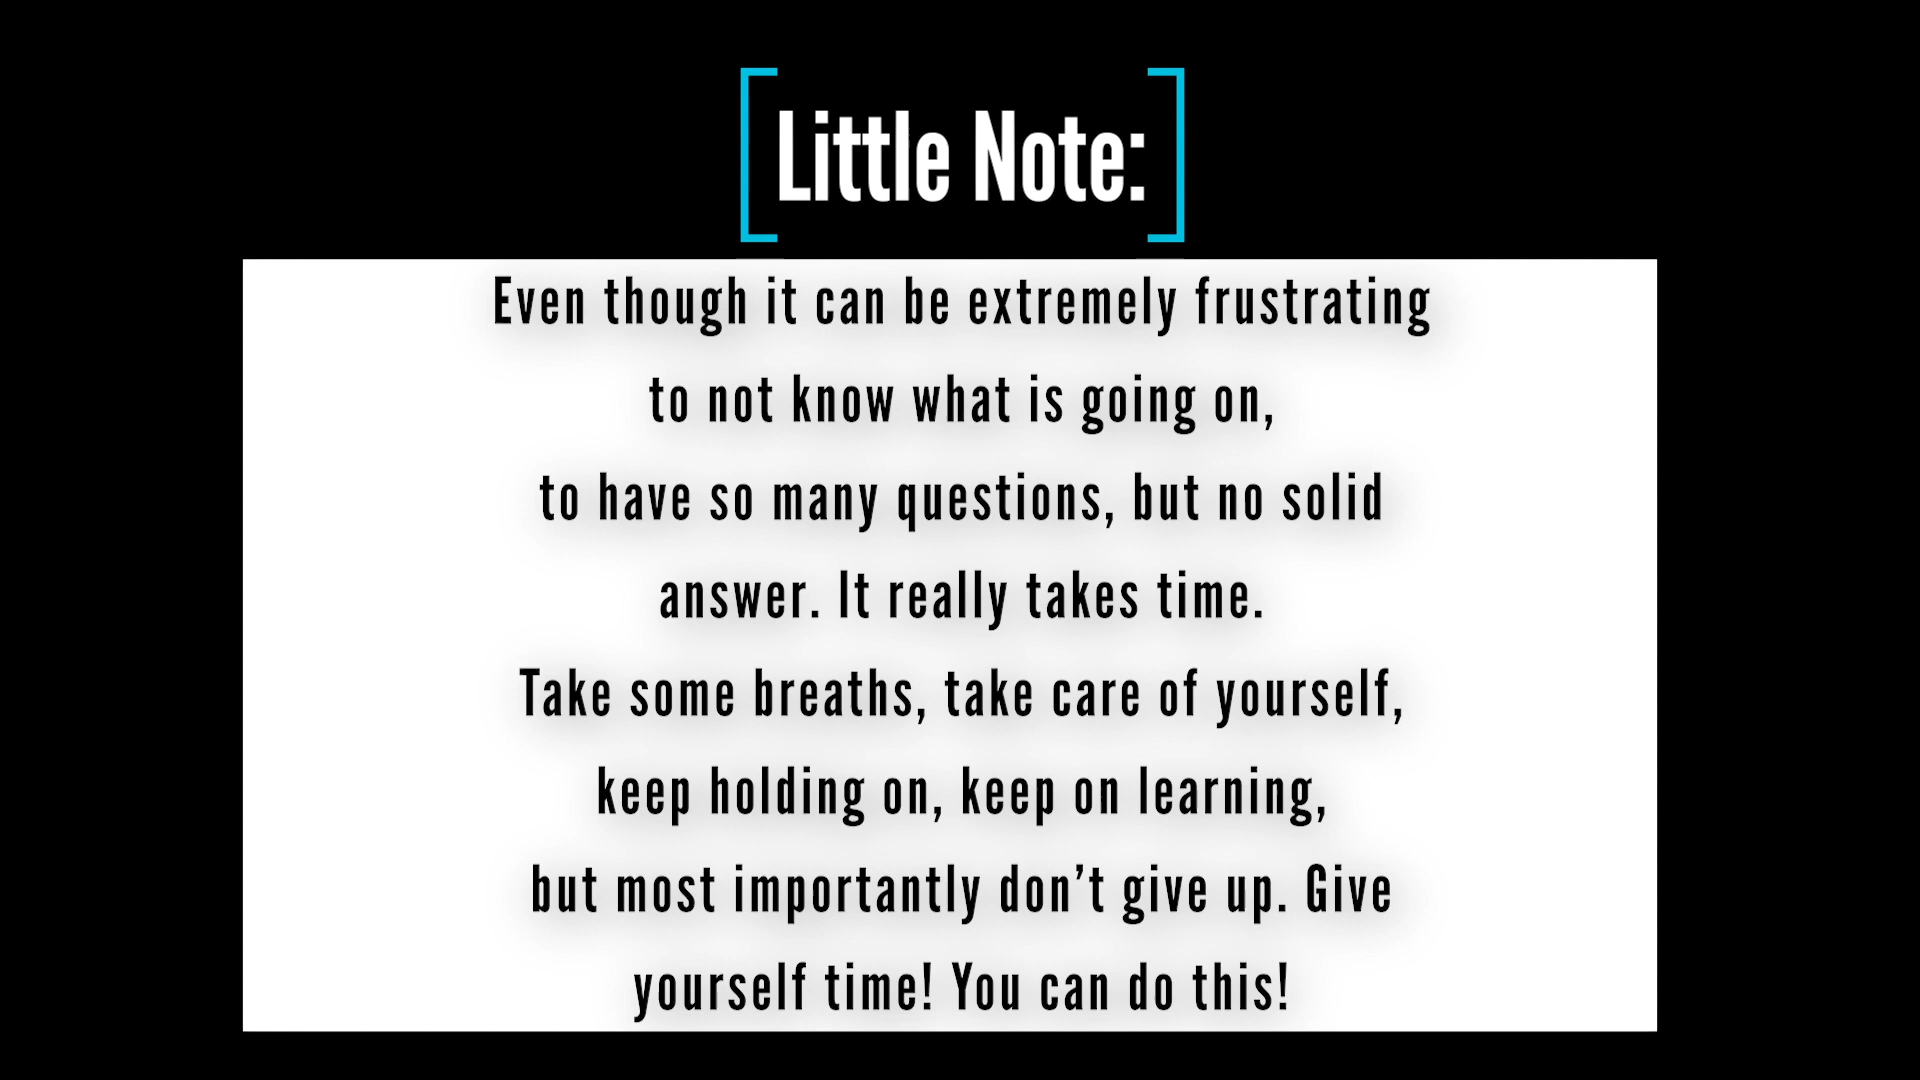 Little Note:
Even though it can be extremely frustrating
to not know what is going on,
to have so many questions, but no solid
answer. It really takes time.
Take some breaths, take care of yourself,
keep holding on, keep on learning,
but most importantly don’t give up. Give
yourself time! You can do this!